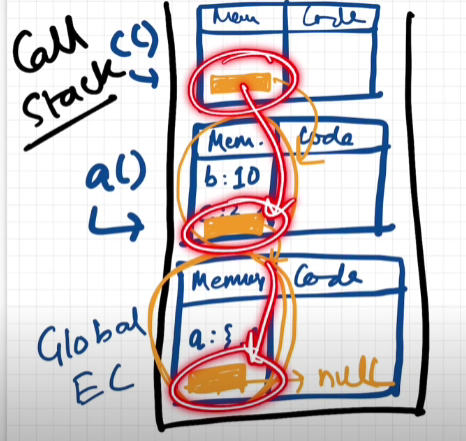 Call
Stack
c()
Mem Code
Mem. Code
a()
b:10
Memory Code
Global
EC
a:{
null